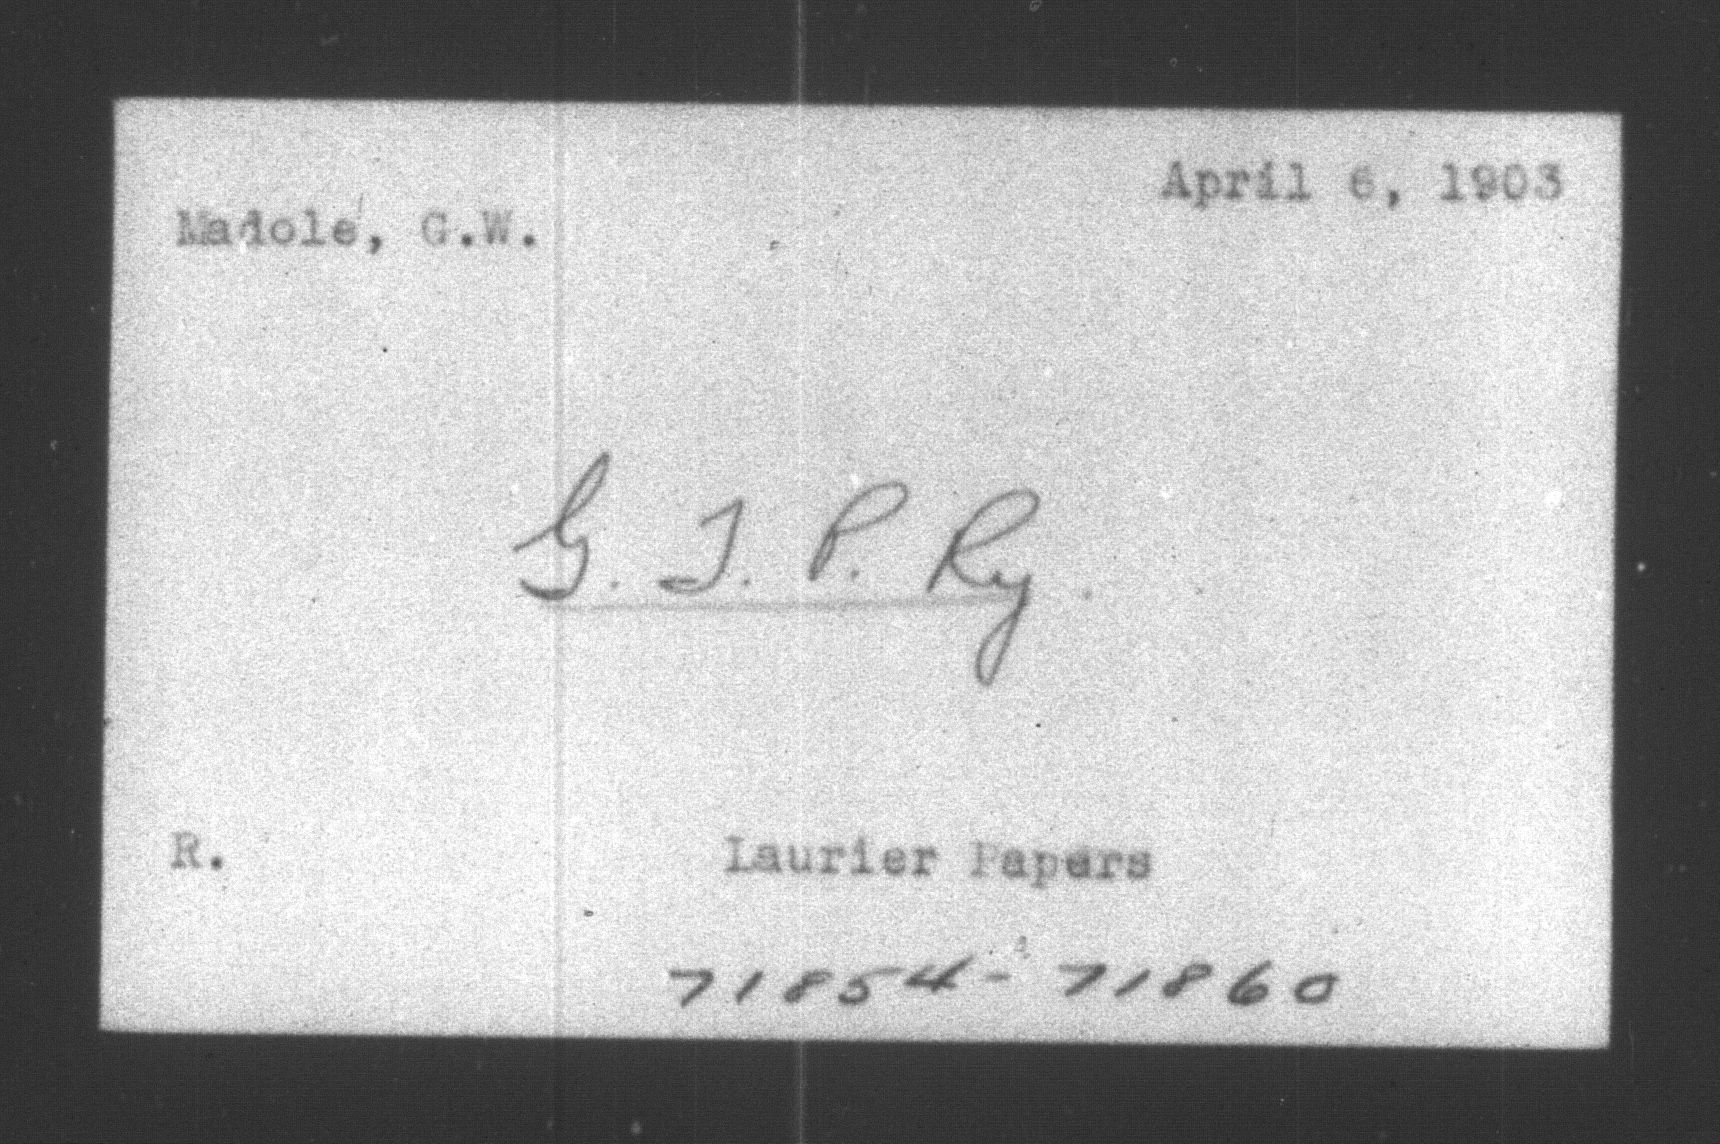 April 6, 1903
Madole, G.W.
G. T. P. Ry.
R.
Laurier Papers
71854-71860